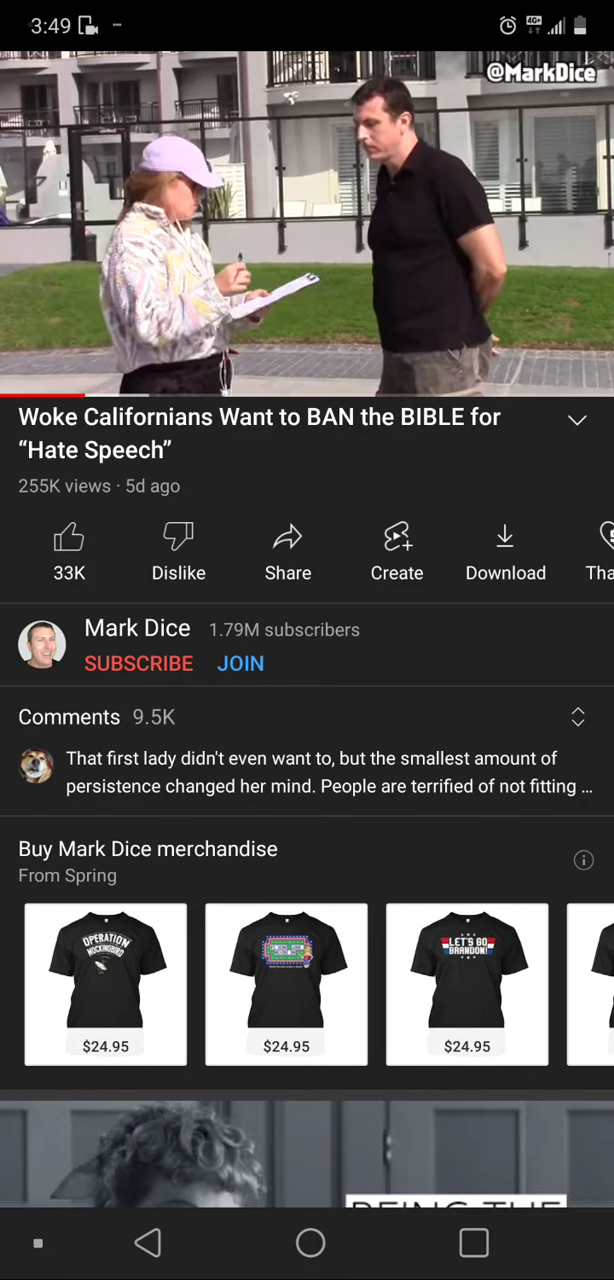 3:49
4G+
@MarkDice
Woke Californians Want to BAN the BIBLE for
“Hate Speech”
255K views · 5d ago
33K
Dislike
Share
Create
Download
Tha
Mark Dice 1.79M subscribers
SUBSCRIBE JOIN
Comments 9.5K
That first lady didn't even want to, but the smallest amount of
persistence changed her mind. People are terrified of not fitting ...
Buy Mark Dice merchandise
From Spring
OPERATION
MOCKINGBIRD
LET'S GO
BRANDON!
$24.95
$24.95
$24.95
BEING THE